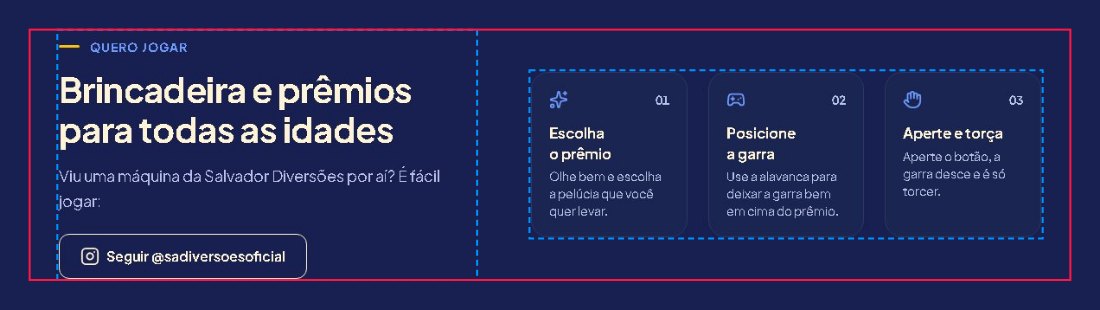 QUERO JOGAR
Brincadeira e prêmios
para todas as idades
Viu uma máquina da Salvador Diversões por aí? É fácil
jogar:
Seguir @sadiversoesoficial
01
Escolha
o prêmio
Olhe bem e escolha
a pelúcia que você
quer levar.
02
Posicione
a garra
Use a alavanca para
deixar a garra bem
em cima do prêmio.
03
Aperte e torça
Aperte o botão, a
garra desce e é só
torcer.